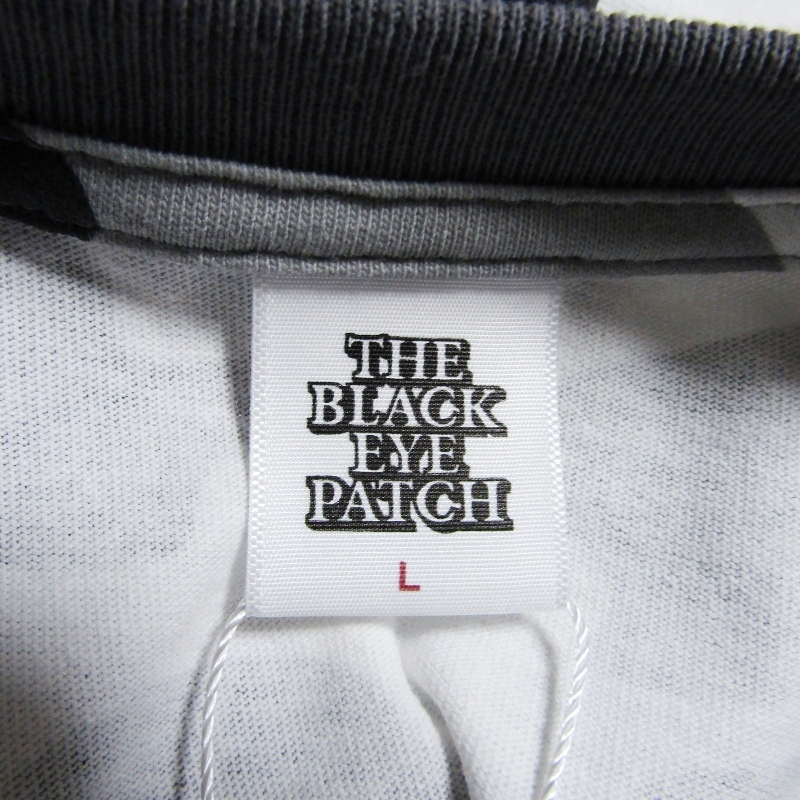 THE
BLACK
EYE
PATCH
L